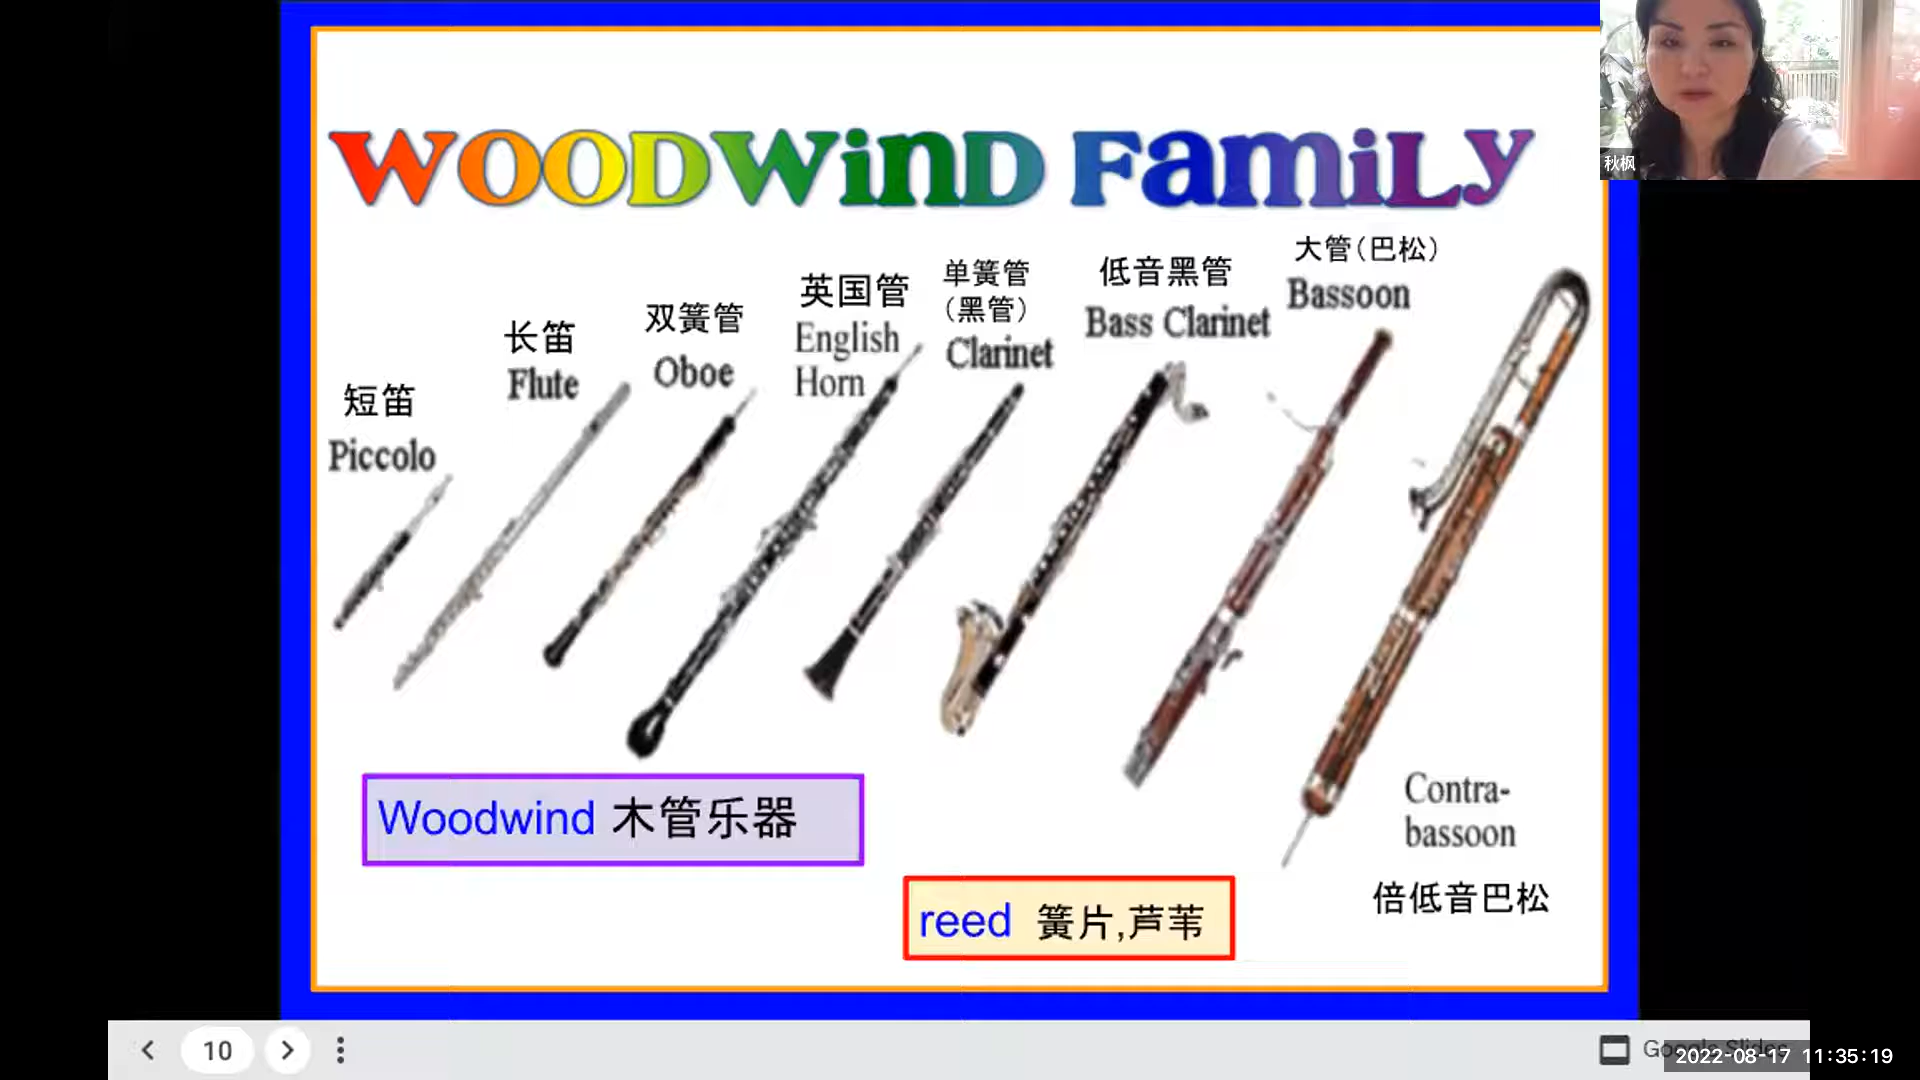 秋枫
WOODWiND FamiLy
短笛
Piccolo
长笛
Flute
双簧管
Oboe
英国管
English
Horn
单簧管
(黑管)
Clarinet
低音黑管
Bass Clarinet
大管(巴松)
Bassoon
Contra-
bassoon
倍低音巴松
Woodwind 木管乐器
reed 簧片,芦苇
10
Google Slides
2022-08-17 11:35:19